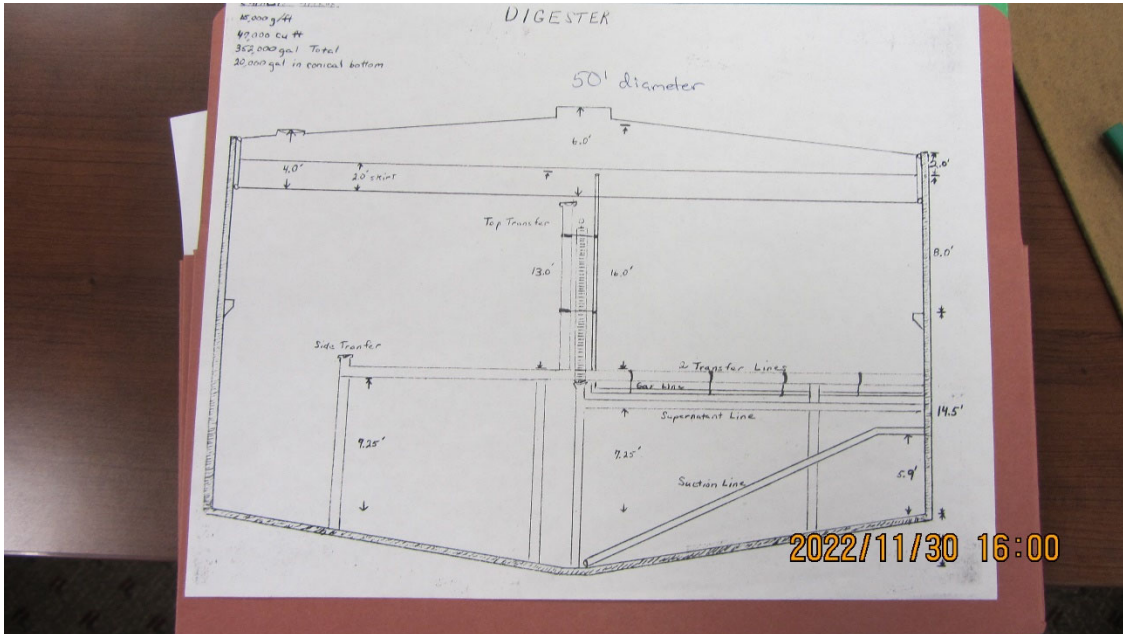 DIGESTER
15,000 g/ft
47,000 cu ft
352,000 gal Total
20,000 gal in conical bottom
50' diameter
6.0'
2.0'
4.0'
2.0' skirt
Top Transfer
8.0'
13.0'
16.0'
Side Tranfer
2 Transfer Lines
Gas Line
Supernatant Line
14.5'
9.25'
7.25'
Suction Line
5.9'
2022/11/30 16:00